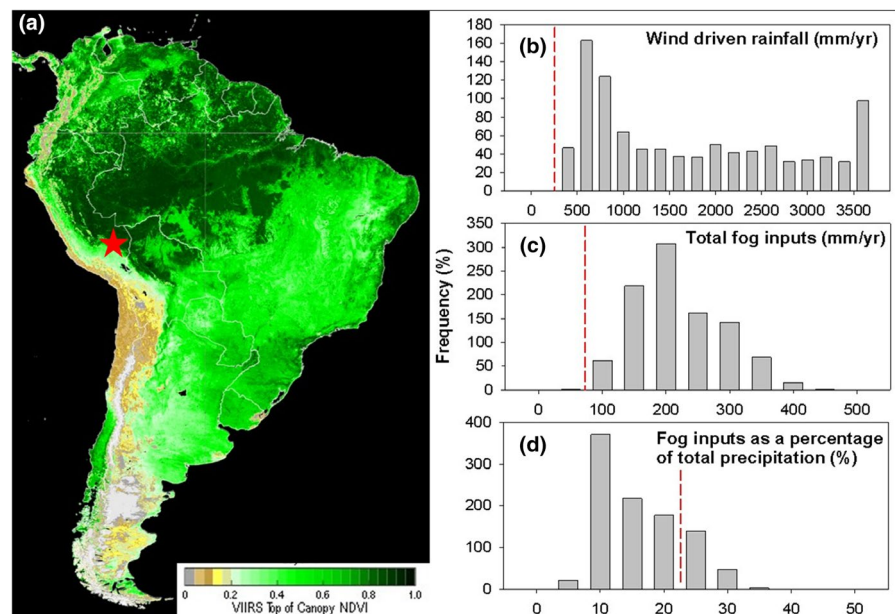 (a)
0 0.2 0.4 0.6 0.8 1.0
VIIRS Top of Canopy NDVI
Frequency (%)
(b)
Wind driven rainfall (mm/yr)
180
160
140
120
100
80
60
40
20
0
0 500 1000 1500 2000 2500 3000 3500
(c)
Total fog inputs (mm/yr)
350
300
250
200
150
100
50
0
0 100 200 300 400 500
(d)
Fog inputs as a percentage
of total precipitation (%)
400
300
200
100
0
0 10 20 30 40 50